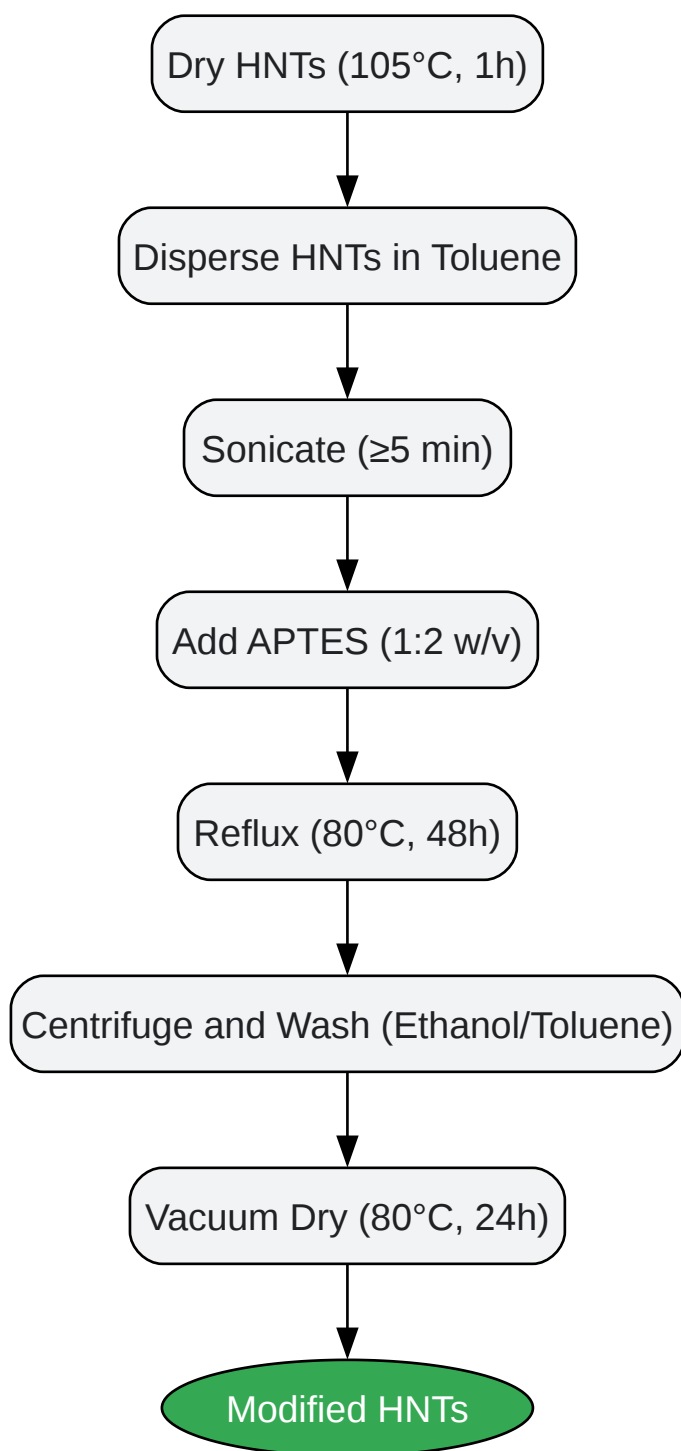 Dry HNTs (105°C, 1h)
Disperse HNTs in Toluene
Sonicate (≥5 min)
Add APTES (1:2 w/v)
Reflux (80°C, 48h)
Centrifuge and Wash (Ethanol/Toluene)
Vacuum Dry (80°C, 24h)
Modified HNTs